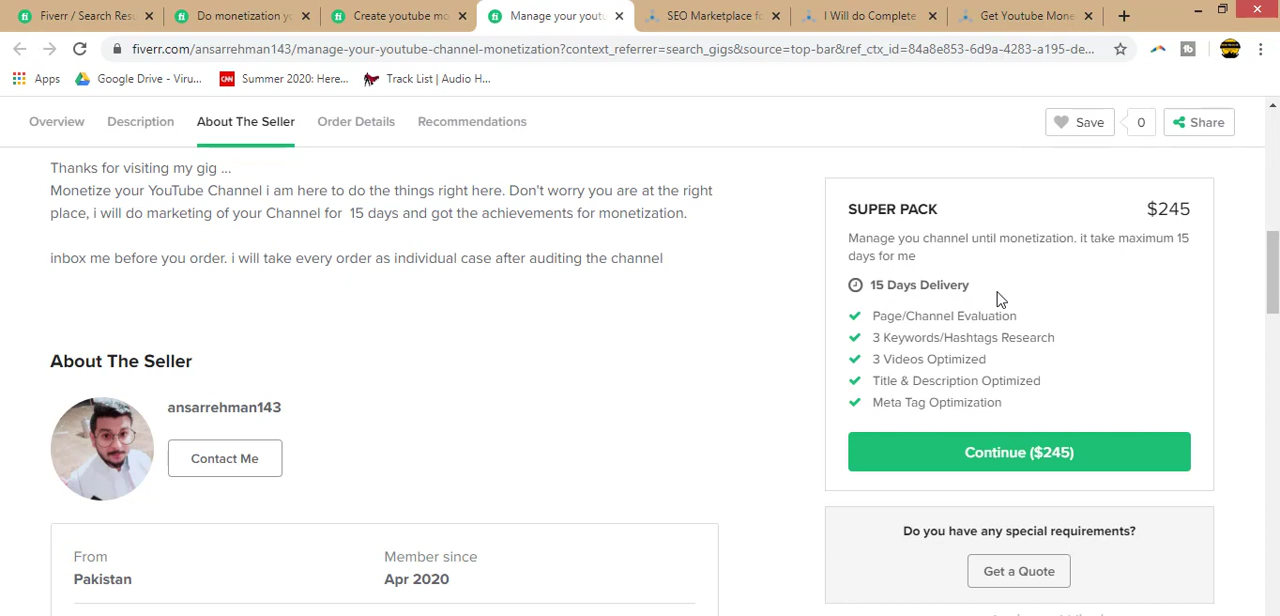 Fiverr / Search Resu
Do monetization y
Create youtube mo
Manage your youtu
SEO Marketplace fo
I Will do Complete
Get Youtube Mone
fiverr.com/ansarrehman143/manage-your-youtube-channel-monetization?context_referrer=search_gigs&source=top-bar&ref_ctx_id=84a8e853-6d9a-4283-a195-de...
Apps
Google Drive - Viru...
CNN
Summer 2020: Here...
Track List | Audio H...
Overview
Description
About The Seller
Order Details
Recommendations
Save
0
Share
Thanks for visiting my gig ...
Monetize your YouTube Channel i am here to do the things right here. Don't worry you are at the right
place, i will do marketing of your Channel for 15 days and got the achievements for monetization.
inbox me before you order. i will take every order as individual case after auditing the channel
About The Seller
ansarrehman143
Contact Me
From
Pakistan
Member since
Apr 2020
SUPER PACK
$245
Manage you channel until monetization. it take maximum 15
days for me
15 Days Delivery
Page/Channel Evaluation
3 Keywords/Hashtags Research
3 Videos Optimized
Title & Description Optimized
Meta Tag Optimization
Continue ($245)
Do you have any special requirements?
Get a Quote